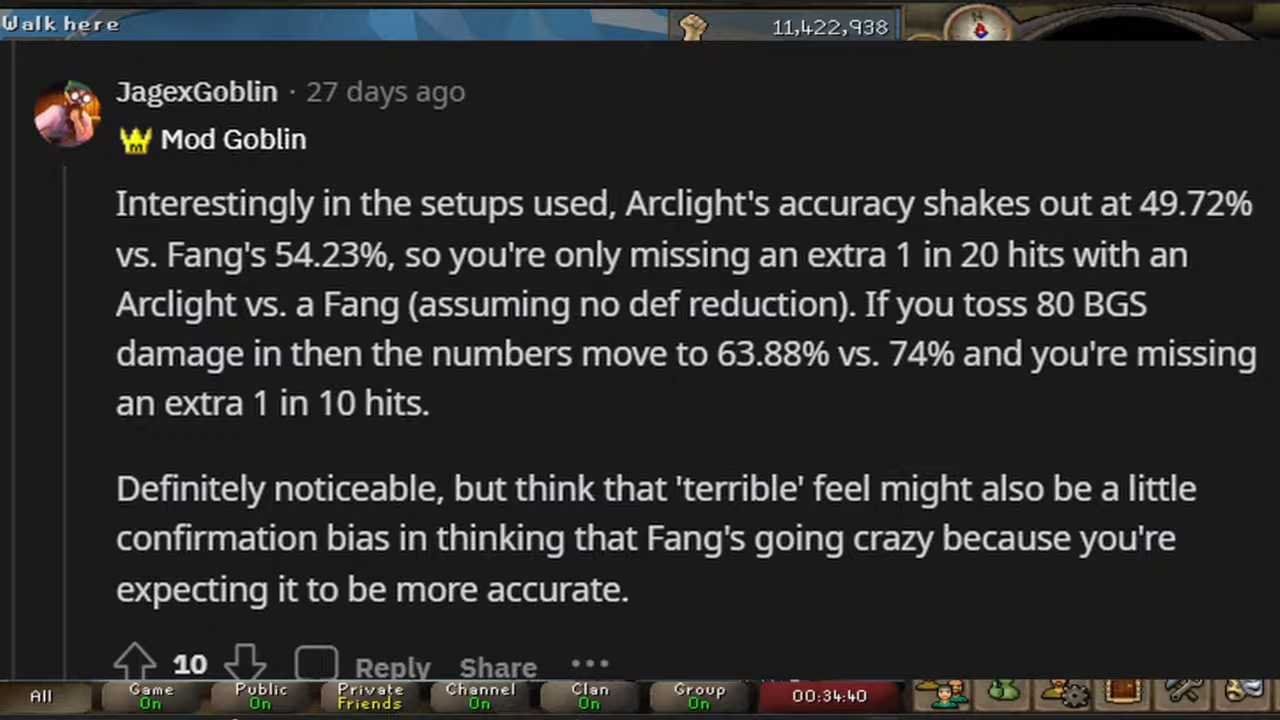 Walk here
11,422,938
JagexGoblin · 27 days ago
Mod Goblin
Interestingly in the setups used, Arclight's accuracy shakes out at 49.72%
vs. Fang's 54.23%, so you're only missing an extra 1 in 20 hits with an
Arclight vs. a Fang (assuming no def reduction). If you toss 80 BGS
damage in then the numbers move to 63.88% vs. 74% and you're missing
an extra 1 in 10 hits.
Definitely noticeable, but think that 'terrible' feel might also be a little
confirmation bias in thinking that Fang's going crazy because you're
expecting it to be more accurate.
10 Reply Share •••
All
Game
On
Public
On
Private
Friends
Channel
On
Clan
On
Group
On
00:34:40